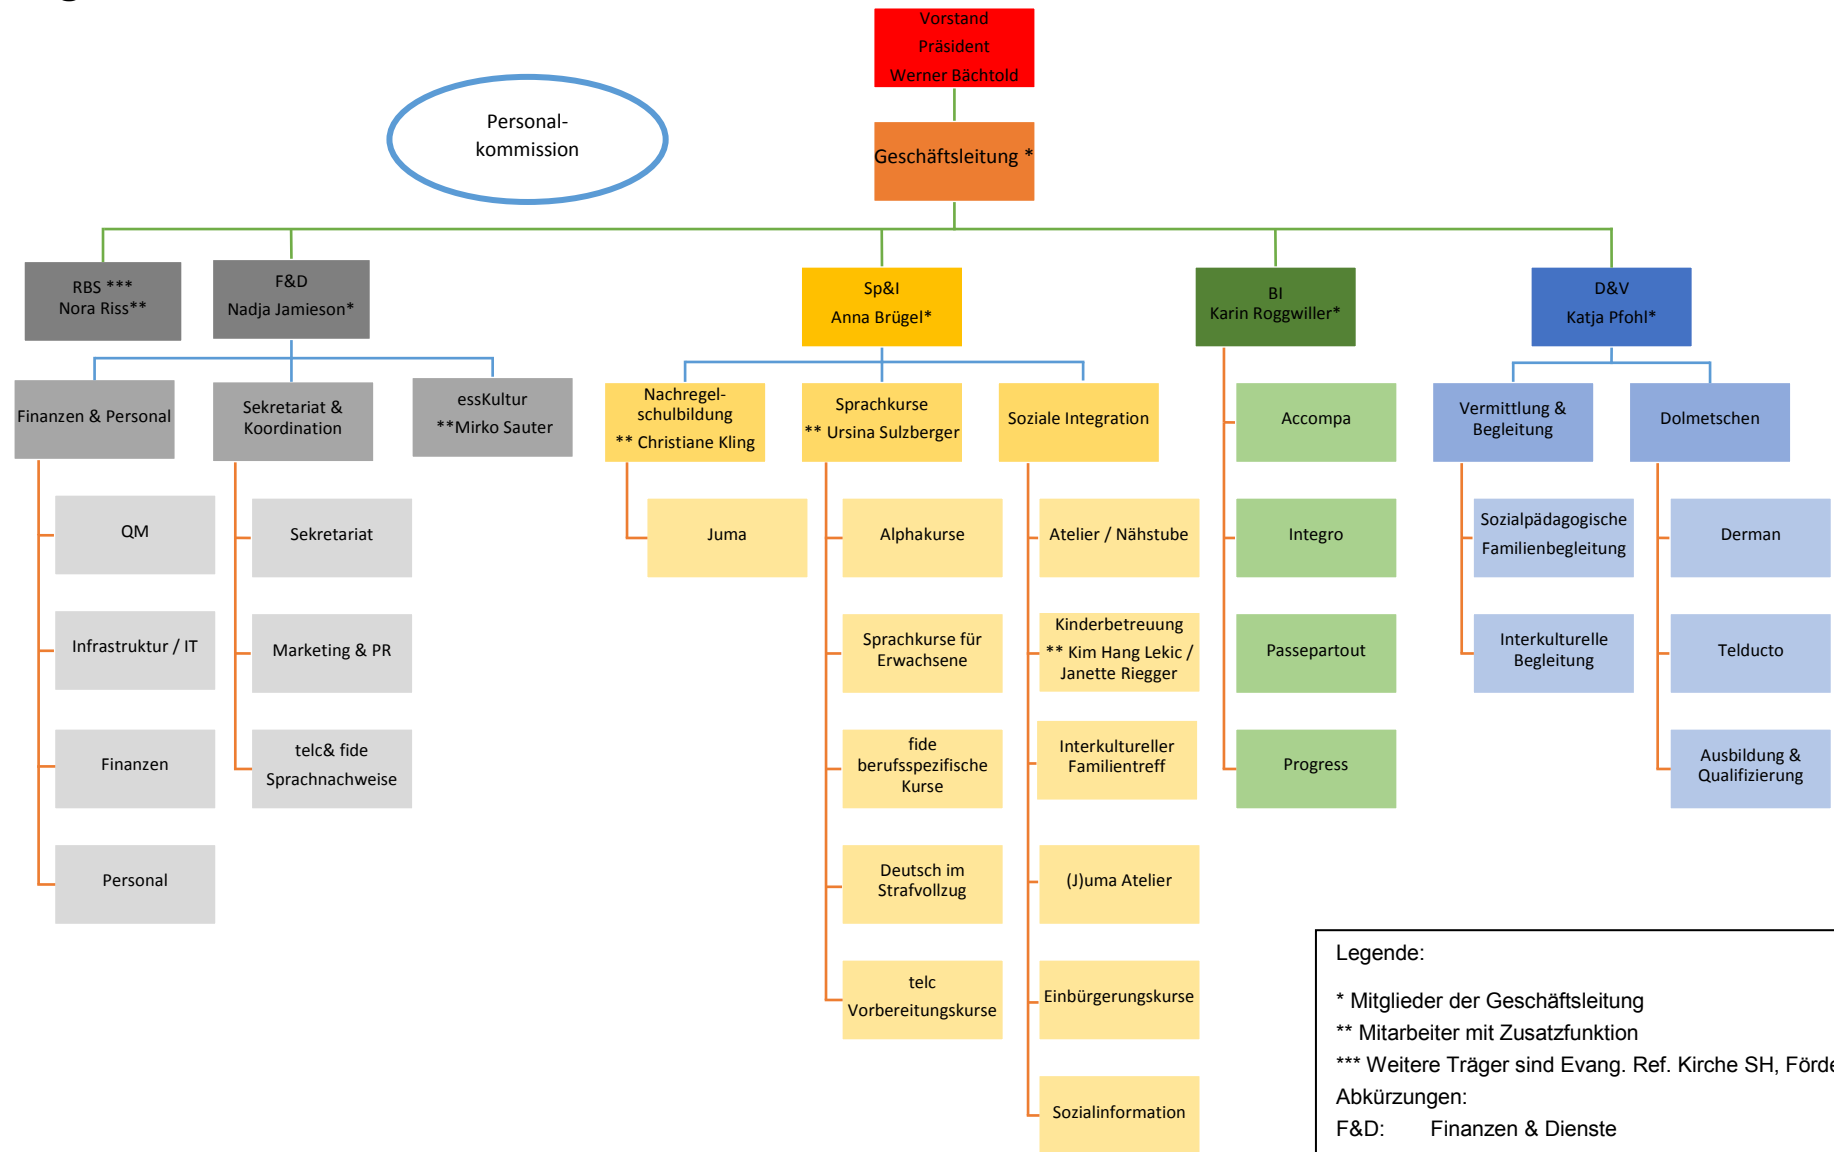 Vorstand
Präsident
Werner Bächtold
Personal-
kommission
Geschäftsleitung *
RBS ***
Nora Riss**
F&D
Nadja Jamieson*
Sp&I
Anna Brügel*
BI
Karin Roggwiller*
D&V
Katja Pfohl*
Finanzen & Personal
Sekretariat &
Koordination
essKultur
**Mirko Sauter
Nachregel-
schulbildung
** Christiane Kling
Sprachkurse
** Ursina Sulzberger
Soziale Integration
Accompa
Vermittlung &
Begleitung
Dolmetschen
QM
Sekretariat
Juma
Alphakurse
Atelier / Nähstube
Integro
Sozialpädagogische
Familienbegleitung
Derman
Infrastruktur / IT
Marketing & PR
Sprachkurse für
Erwachsene
Kinderbetreuung
** Kim Hang Lekic /
Janette Riegger
Passepartout
Interkulturelle
Begleitung
Telducto
Finanzen
telc& fide
Sprachnachweise
fide
berufsspezifische
Kurse
Interkultureller
Familientreff
Progress
Ausbildung &
Qualifizierung
Personal
Deutsch im
Strafvollzug
(J)uma Atelier
telc
Vorbereitungskurse
Einbürgerungskurse
Sozialinformation
Legende:
* Mitglieder der Geschäftsleitung
** Mitarbeiter mit Zusatzfunktion
*** Weitere Träger sind Evang. Ref. Kirche SH, Förde
Abkürzungen:
F&D: Finanzen & Dienste